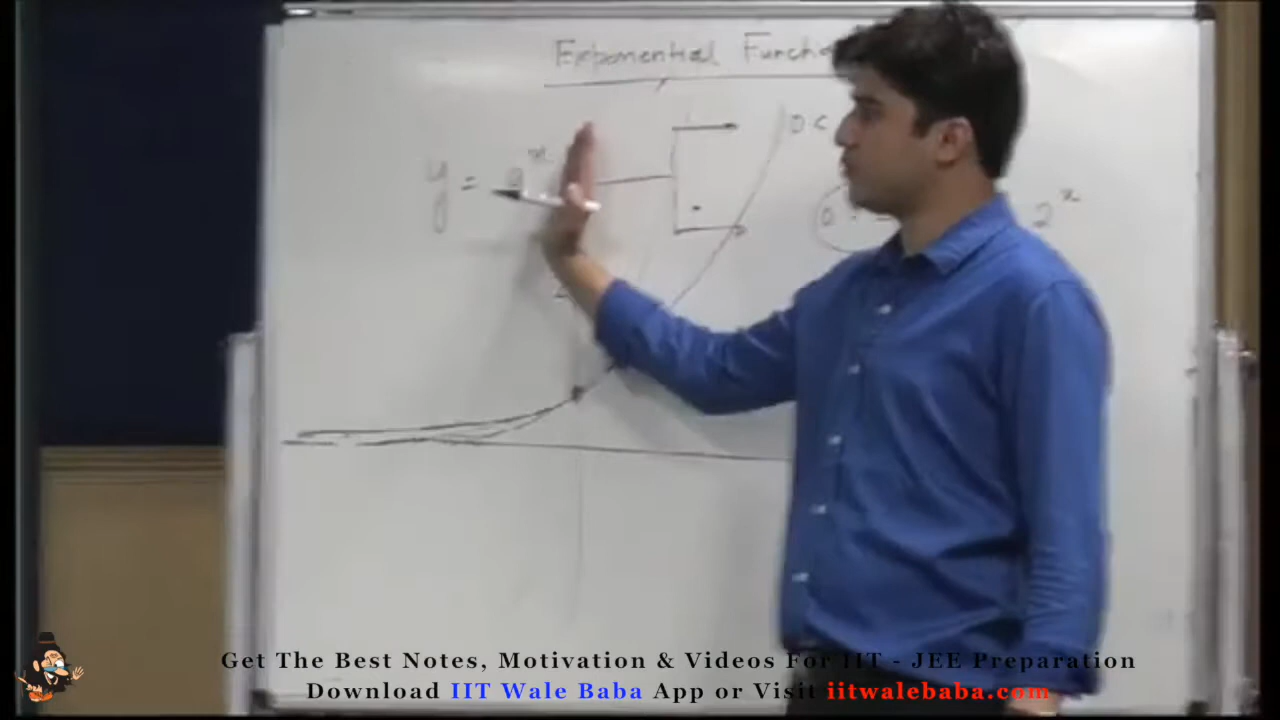 Exponential Functi
y = a^x
0 <
2^x
Get The Best Notes, Motivation & Videos For IIT - JEE Preparation
Download IIT Wale Baba App or Visit iitwalebaba.com